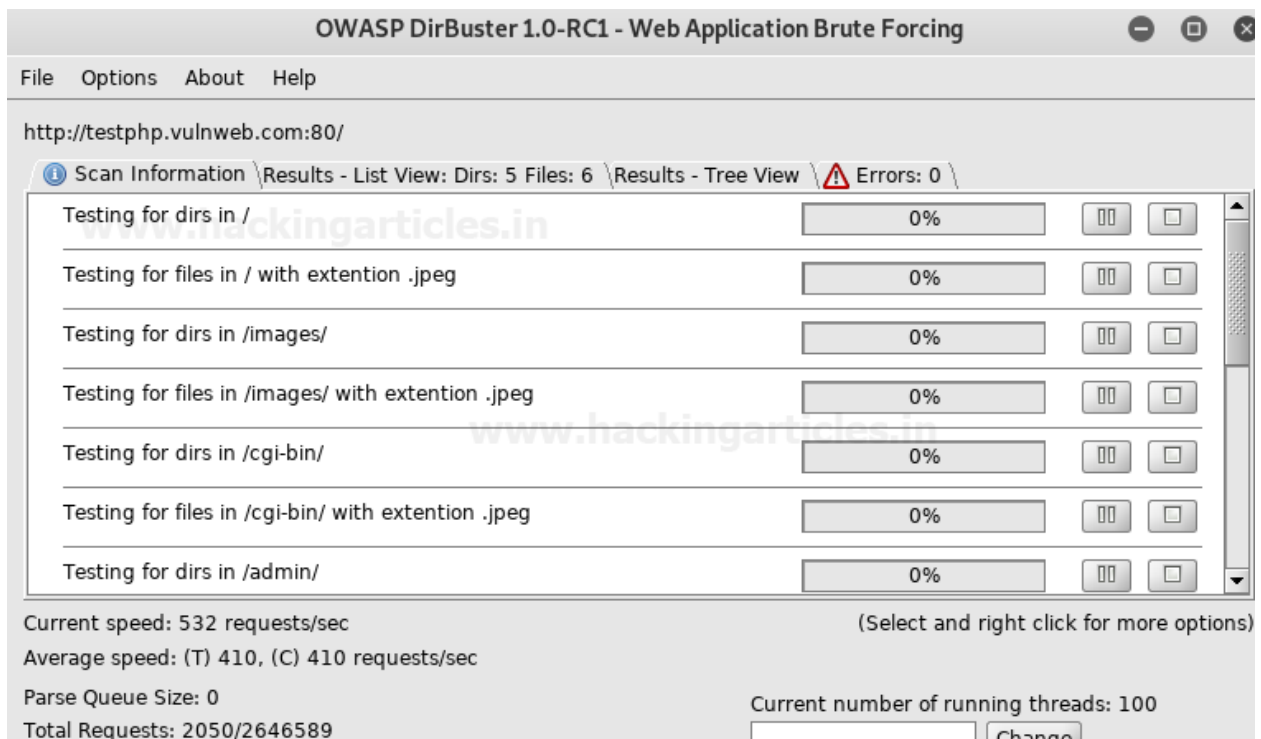 OWASP DirBuster 1.0-RC1 - Web Application Brute Forcing
File Options About Help
http://testphp.vulnweb.com:80/
Scan Information Results - List View: Dirs: 5 Files: 6 Results - Tree View Errors: 0
Testing for dirs in / 0%
www.hackingarticles.in
Testing for files in / with extention .jpeg 0%
Testing for dirs in /images/ 0%
Testing for files in /images/ with extention .jpeg 0%
www.hackingarticles.in
Testing for dirs in /cgi-bin/ 0%
Testing for files in /cgi-bin/ with extention .jpeg 0%
Testing for dirs in /admin/ 0%
Current speed: 532 requests/sec (Select and right click for more options)
Average speed: (T) 410, (C) 410 requests/sec
Parse Queue Size: 0
Current number of running threads: 100
Total Requests: 2050/2646589
Change